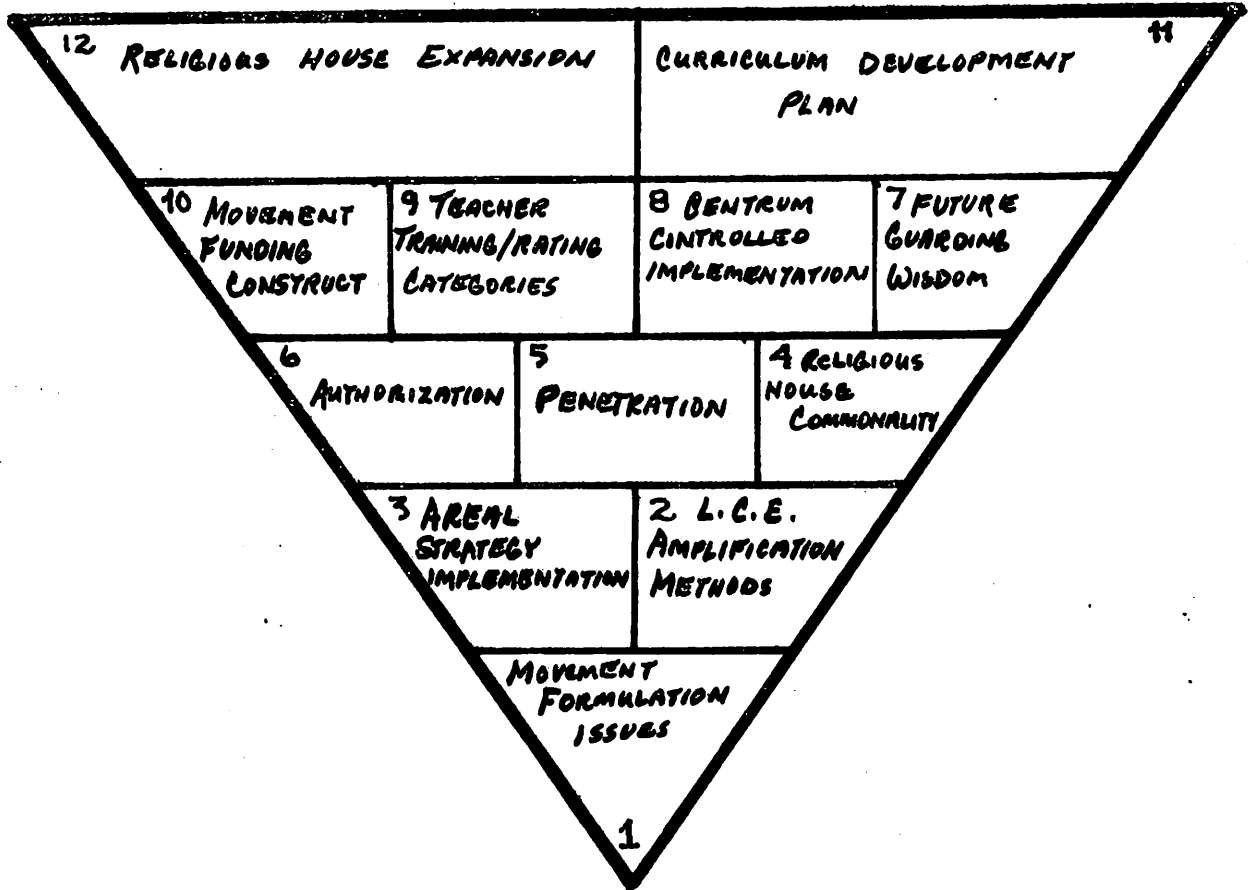 12 RELIGIOUS HOUSE EXPANSION
11
CURRICULUM DEVELOPMENT
PLAN
10 MOVEMENT
FUNDING
CONSTRUCT
9 TEACHER
TRAINING/RATING
CATEGORIES
8 CENTRUM
CINTROLLED
IMPLEMENTATION
7 FUTURE
GUARDING
WISDOM
6
AUTHORIZATION
5
PENETRATION
4 RELIGIOUS
HOUSE
COMMONALITY
3 AREAL
STRATEGY
IMPLEMENTATION
2 L.C.E.
AMPLIFICATION
METHODS
MOVEMENT
FORMULATION
ISSUES
1